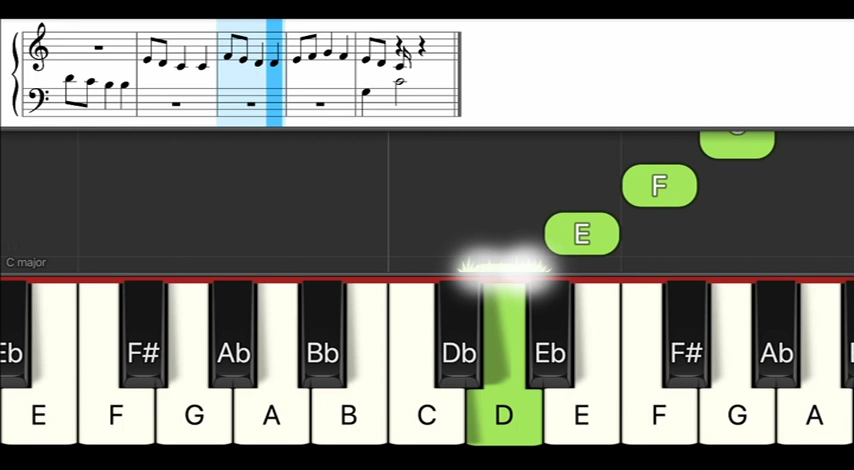 F
E
C major
Eb F# Ab Bb Db Eb F# Ab
E F G A B C D E F G A